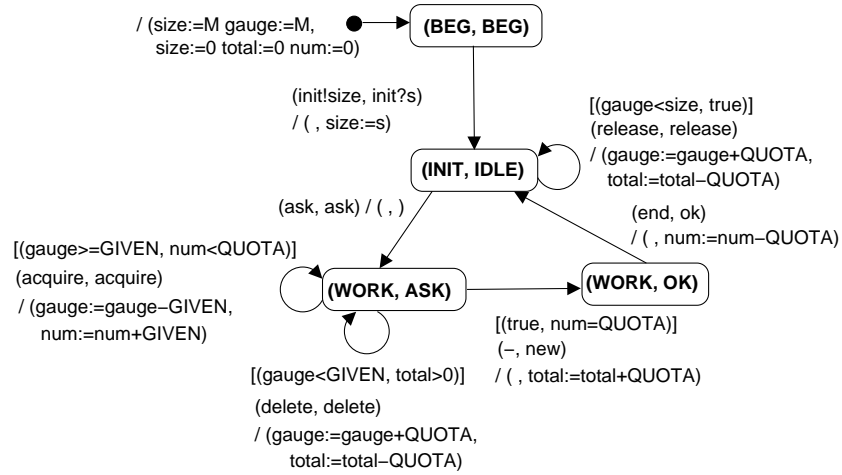 / (size:=M gauge:=M,
size:=0 total:=0 num:=0)
(BEG, BEG)
(init!size, init?s)
/ ( , size:=s)
[(gauge<size, true)]
(release, release)
/ (gauge:=gauge+QUOTA,
total:=total−QUOTA)
(INIT, IDLE)
(ask, ask) / ( , )
(end, ok)
/ ( , num:=num−QUOTA)
[(gauge>=GIVEN, num<QUOTA)]
(acquire, acquire)
/ (gauge:=gauge−GIVEN,
num:=num+GIVEN)
(WORK, ASK)
(WORK, OK)
[(true, num=QUOTA)]
(−, new)
/ ( , total:=total+QUOTA)
[(gauge<GIVEN, total>0)]
(delete, delete)
/ (gauge:=gauge+QUOTA,
total:=total−QUOTA)